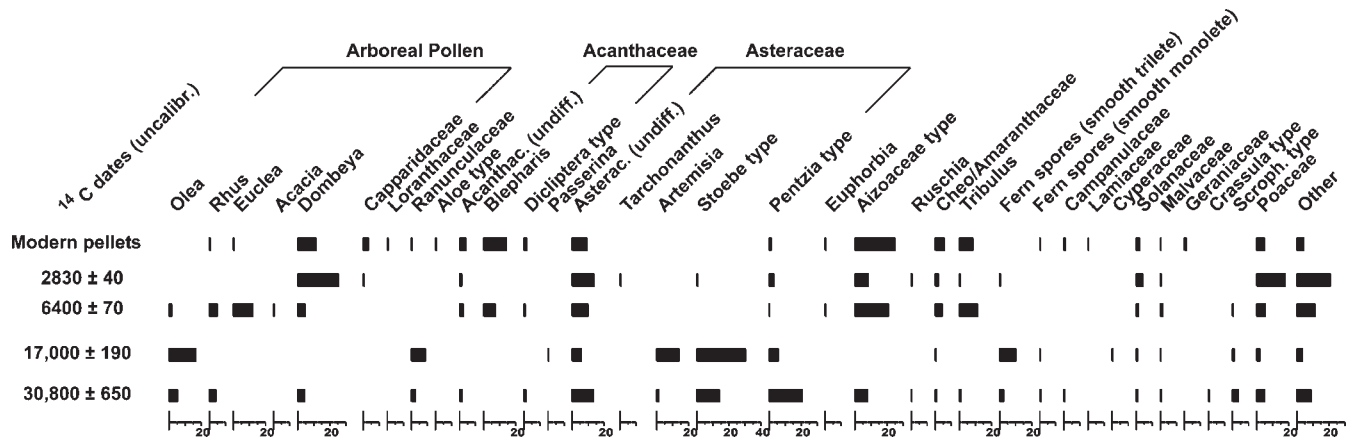 Arboreal Pollen
Acanthaceae
Asteraceae
14 C dates (uncalibr.)
Olea
Rhus
Euclea
Acacia
Dombeya
Capparidaceae
Loranthaceae
Ranunculaceae
Aloe type
Acanthac. (undiff.)
Blepharis
Dicliptera type
Passerina
Asterac. (undiff.)
Tarchonanthus
Artemisia
Stoebe type
Pentzia type
Euphorbia
Aizoaceae type
Ruschia
Cheo/Amaranthaceae
Tribulus
Fern spores (smooth trilete)
Fern spores (smooth monolete)
Campanulaceae
Lamiaceae
Cyperaceae
Solanaceae
Malvaceae
Geraniaceae
Crassula type
Scroph. type
Poaceae
Other
Modern pellets
2830 ± 40
6400 ± 70
17,000 ± 190
30,800 ± 650
20 20 20 20 20 20 20 40 20 20 20 20 20 20